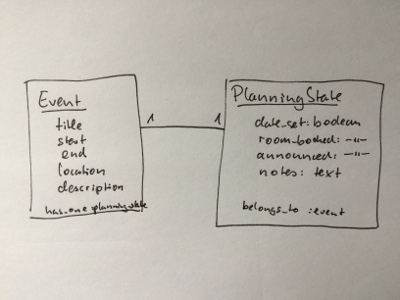 Event
title
start
end
location
description
has_one planning_state
1 1
PlanningState
date_set: boolean
room_booked: -"-
announced: -"-
notes: text
belongs_to :event